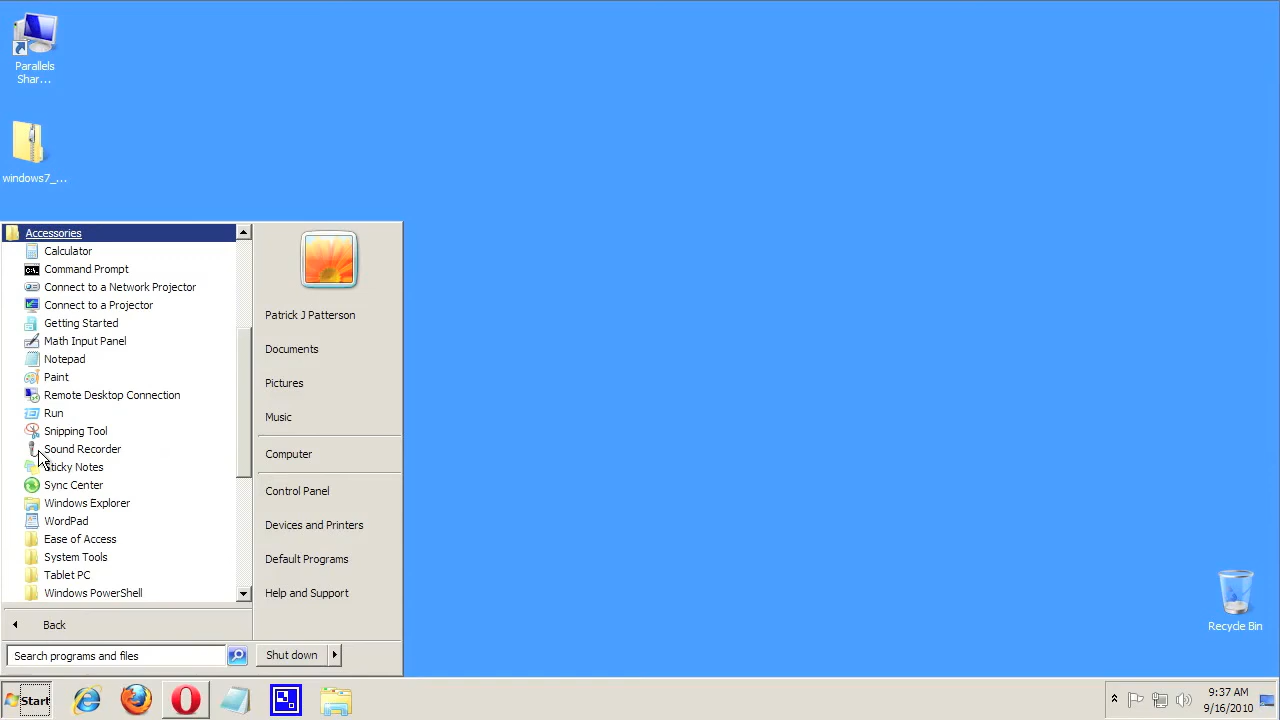 Parallels
Shar...
windows7_...
Accessories
Calculator
Command Prompt
Connect to a Network Projector
Connect to a Projector
Getting Started
Math Input Panel
Notepad
Paint
Remote Desktop Connection
Run
Snipping Tool
Sound Recorder
Sticky Notes
Sync Center
Windows Explorer
WordPad
Ease of Access
System Tools
Tablet PC
Windows PowerShell
Back
Search programs and files
Patrick J Patterson
Documents
Pictures
Music
Computer
Control Panel
Devices and Printers
Default Programs
Help and Support
Shut down
Recycle Bin
Start
9:37 AM
9/16/2010